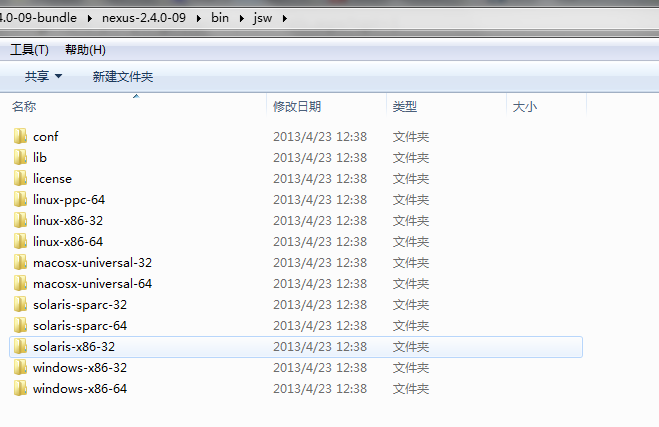 4.0-09-bundle ▸ nexus-2.4.0-09 ▸ bin ▸ jsw ▸
工具(T) 帮助(H)
共享 ▼ 新建文件夹
名称 修改日期 类型 大小
conf 2013/4/23 12:38 文件夹
lib 2013/4/23 12:38 文件夹
license 2013/4/23 12:38 文件夹
linux-ppc-64 2013/4/23 12:38 文件夹
linux-x86-32 2013/4/23 12:38 文件夹
linux-x86-64 2013/4/23 12:38 文件夹
macosx-universal-32 2013/4/23 12:38 文件夹
macosx-universal-64 2013/4/23 12:38 文件夹
solaris-sparc-32 2013/4/23 12:38 文件夹
solaris-sparc-64 2013/4/23 12:38 文件夹
solaris-x86-32 2013/4/23 12:38 文件夹
windows-x86-32 2013/4/23 12:38 文件夹
windows-x86-64 2013/4/23 12:38 文件夹